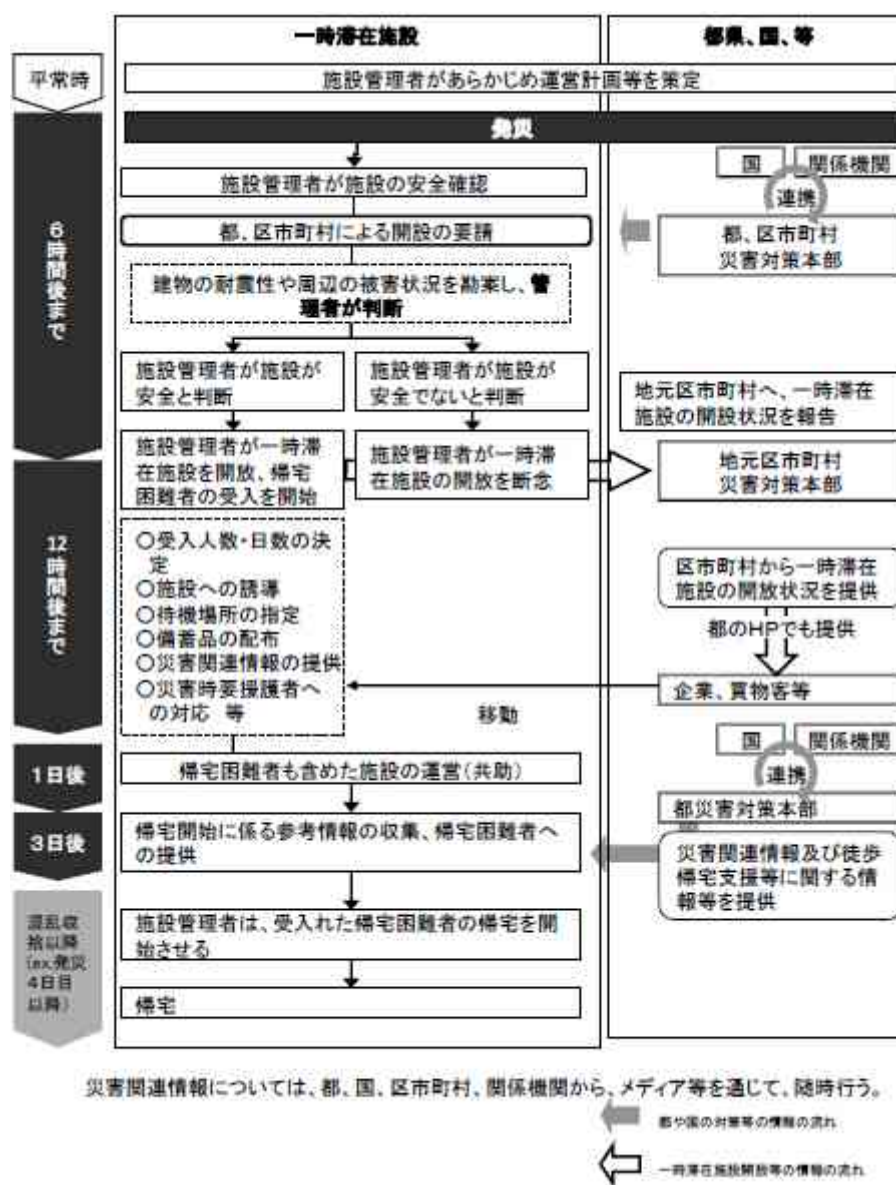 一時滞在施設
都県、国、等
平常時
施設管理者があらかじめ運営計画等を策定
発災
6時間後まで
施設管理者が施設の安全確認
国
関係機関
連携
都、区市町村による開設の要請
都、区市町村
災害対策本部
建物の耐震性や周辺の被害状況を勘案し、管
理者が判断
施設管理者が施設が
安全と判断
施設管理者が施設が
安全でないと判断
地元区市町村へ、一時滞在
施設の開設状況を報告
施設管理者が一時滞
在施設を開放、帰宅
困難者の受入を開始
施設管理者が一時滞
在施設の開放を断念
地元区市町村
災害対策本部
12時間後まで
○受入人数・日数の決
定
○施設への誘導
○待機場所の指定
○備蓄品の配布
○災害関連情報の提供
○災害時要援護者へ
の対応 等
区市町村から一時滞在
施設の開放状況を提供
都のHPでも提供
企業、買物客等
移動
国
関係機関
連携
1日後
帰宅困難者も含めた施設の運営(共助)
都災害対策本部
3日後
帰宅開始に係る参考情報の収集、帰宅困難者へ
の提供
災害関連情報及び徒歩
帰宅支援等に関する情
報等を提供
混乱収
拾以降
(ex.発災
4日目
以降)
施設管理者は、受入れた帰宅困難者の帰宅を開
始させる
帰宅
災害関連情報については、都、国、区市町村、関係機関から、メディア等を通じて、随時行う。
都や国の対策等の情報の流れ
一時滞在施設開放等の情報の流れ